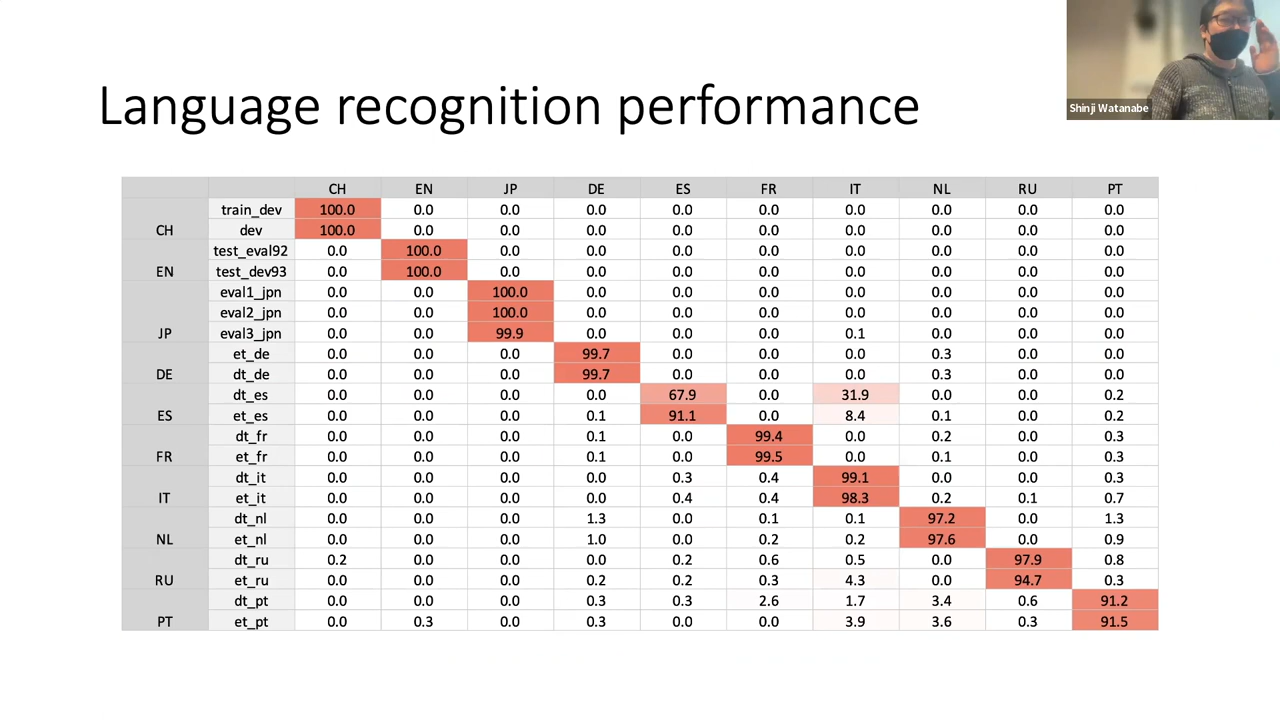 Shinji Watanabe
Language recognition performance
CH EN JP DE ES FR IT NL RU PT
train_dev 100.0 0.0 0.0 0.0 0.0 0.0 0.0 0.0 0.0 0.0
CH dev 100.0 0.0 0.0 0.0 0.0 0.0 0.0 0.0 0.0 0.0
test_eval92 0.0 100.0 0.0 0.0 0.0 0.0 0.0 0.0 0.0 0.0
EN test_dev93 0.0 100.0 0.0 0.0 0.0 0.0 0.0 0.0 0.0 0.0
eval1_jpn 0.0 0.0 100.0 0.0 0.0 0.0 0.0 0.0 0.0 0.0
eval2_jpn 0.0 0.0 100.0 0.0 0.0 0.0 0.0 0.0 0.0 0.0
JP eval3_jpn 0.0 0.0 99.9 0.0 0.0 0.0 0.1 0.0 0.0 0.0
et_de 0.0 0.0 0.0 99.7 0.0 0.0 0.0 0.3 0.0 0.0
DE dt_de 0.0 0.0 0.0 99.7 0.0 0.0 0.0 0.3 0.0 0.0
dt_es 0.0 0.0 0.0 0.0 67.9 0.0 31.9 0.0 0.0 0.2
ES et_es 0.0 0.0 0.0 0.1 91.1 0.0 8.4 0.1 0.0 0.2
dt_fr 0.0 0.0 0.0 0.1 0.0 99.4 0.0 0.2 0.0 0.3
FR et_fr 0.0 0.0 0.0 0.1 0.0 99.5 0.0 0.1 0.0 0.3
dt_it 0.0 0.0 0.0 0.0 0.3 0.4 99.1 0.0 0.0 0.3
IT et_it 0.0 0.0 0.0 0.0 0.4 0.4 98.3 0.2 0.1 0.7
dt_nl 0.0 0.0 0.0 1.3 0.0 0.1 0.1 97.2 0.0 1.3
NL et_nl 0.0 0.0 0.0 1.0 0.0 0.2 0.2 97.6 0.0 0.9
dt_ru 0.2 0.0 0.0 0.0 0.2 0.6 0.5 0.0 97.9 0.8
RU et_ru 0.0 0.0 0.0 0.2 0.2 0.3 4.3 0.0 94.7 0.3
dt_pt 0.0 0.0 0.0 0.3 0.3 2.6 1.7 3.4 0.6 91.2
PT et_pt 0.0 0.3 0.0 0.3 0.0 0.0 3.9 3.6 0.3 91.5